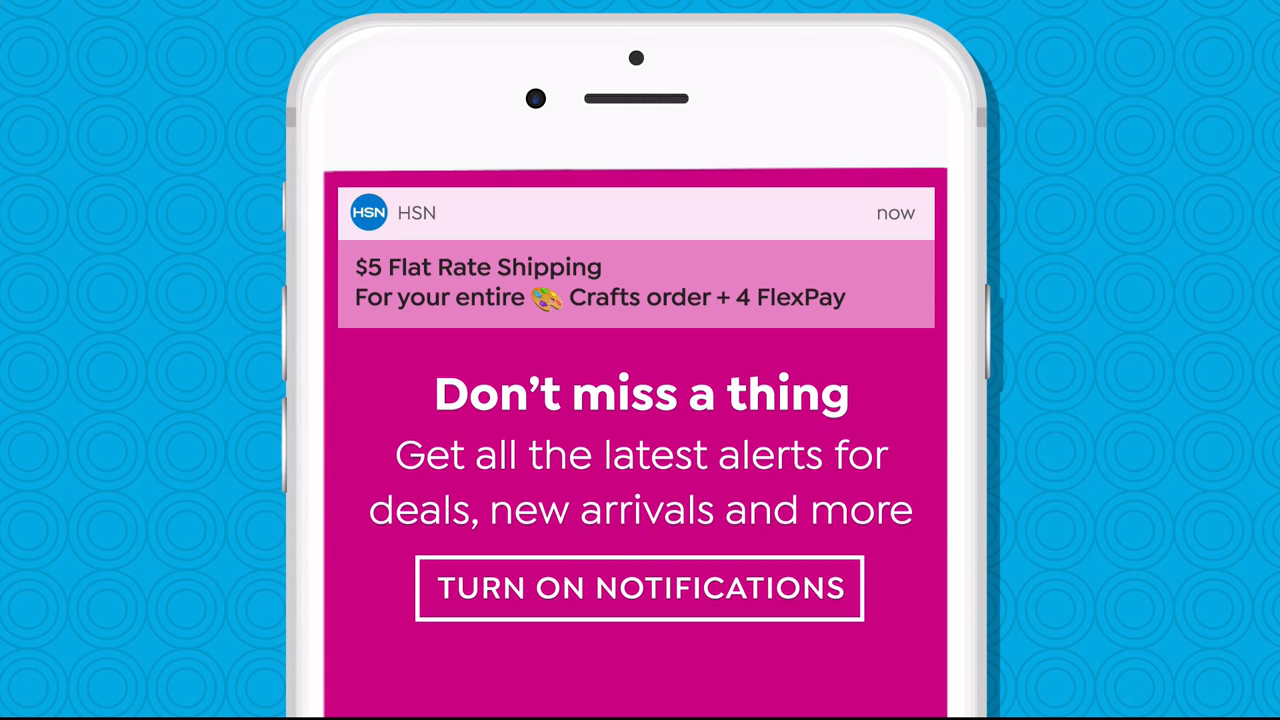 HSN HSN now
$5 Flat Rate Shipping
For your entire 🎨 Crafts order + 4 FlexPay
Don't miss a thing
Get all the latest alerts for
deals, new arrivals and more
TURN ON NOTIFICATIONS